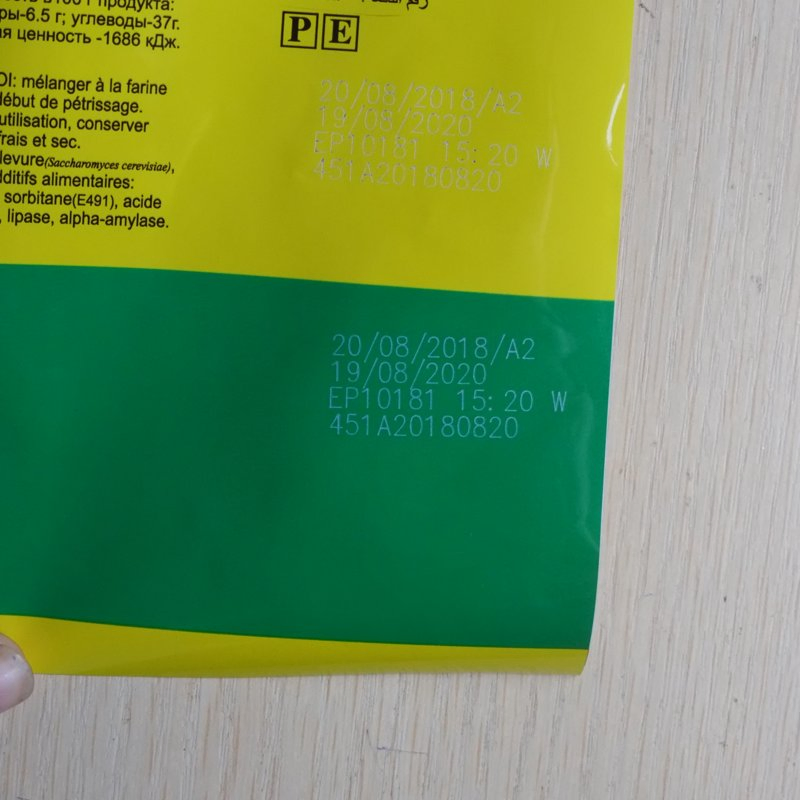 продукта:
ры-6.5 г; углеводы-37г.
ая ценность -1686 кДж.
P E
OI: mélanger à la farine
début de pétrissage.
utilisation, conserver
frais et sec.
levure(Saccharomyces cerevisiae),
dditifs alimentaires:
sorbitane(E491), acide
, lipase, alpha-amylase.
20/08/2018/A2
19/08/2020
EP10181 15:20 W
451A20180820
20/08/2018/A2
19/08/2020
EP10181 15:20 W
451A20180820